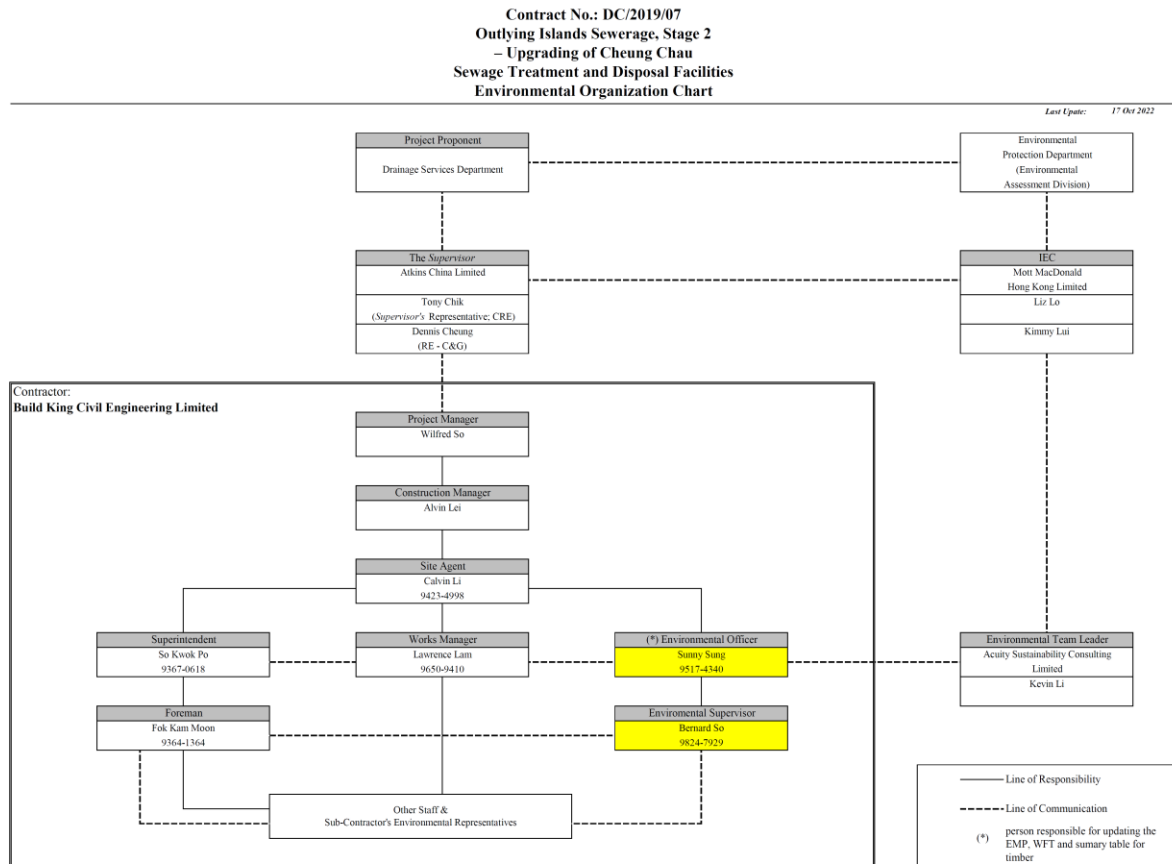 Contract No.: DC/2019/07
Outlying Islands Sewerage, Stage 2
– Upgrading of Cheung Chau
Sewage Treatment and Disposal Facilities
Environmental Organization Chart
Last Upate: 17 Oct 2022
Project Proponent
Drainage Services Department
Environmental
Protection Department
(Environmental
Assessment Division)
The Supervisor
Atkins China Limited
Tony Chik
(Supervisor's Representative; CRE)
Dennis Cheung
(RE - C&G)
IEC
Mott MacDonald
Hong Kong Limited
Liz Lo
Kimmy Lui
Contractor:
Build King Civil Engineering Limited
Project Manager
Wilfred So
Construction Manager
Alvin Lei
Site Agent
Calvin Li
9423-4998
Superintendent
So Kwok Po
9367-0618
Works Manager
Lawrence Lam
9650-9410
(*) Environmental Officer
Sunny Sung
9517-4340
Environmental Team Leader
Acuity Sustainability Consulting
Limited
Kevin Li
Foreman
Fok Kam Moon
9364-1364
Enviromental Supervisor
Bernard So
9824-7929
Other Staff &
Sub-Contractor's Environmental Representatives
Line of Responsibility
Line of Communication
(*) person responsible for updating the
EMP, WFT and sumary table for
timber